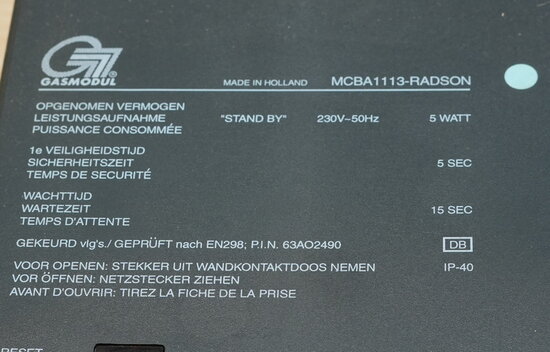 GASMODUL ®
MADE IN HOLLAND MCBA1113-RADSON
OPGENOMEN VERMOGEN
LEISTUNGSAUFNAHME "STAND BY" 230V~50Hz 5 WATT
PUISSANCE CONSOMMÉE
1e VEILIGHEIDSTIJD
SICHERHEITSZEIT 5 SEC
TEMPS DE SECURITÉ
WACHTTIJD
WARTEZEIT 15 SEC
TEMPS D'ATTENTE
GEKEURD vlg's./ GEPRÜFT nach EN298; P.I.N. 63AO2490 DB
VOOR OPENEN: STEKKER UIT WANDKONTAKTDOOS NEMEN IP-40
VOR ÖFFNEN: NETZSTECKER ZIEHEN
AVANT D'OUVRIR: TIREZ LA FICHE DE LA PRISE
RESET